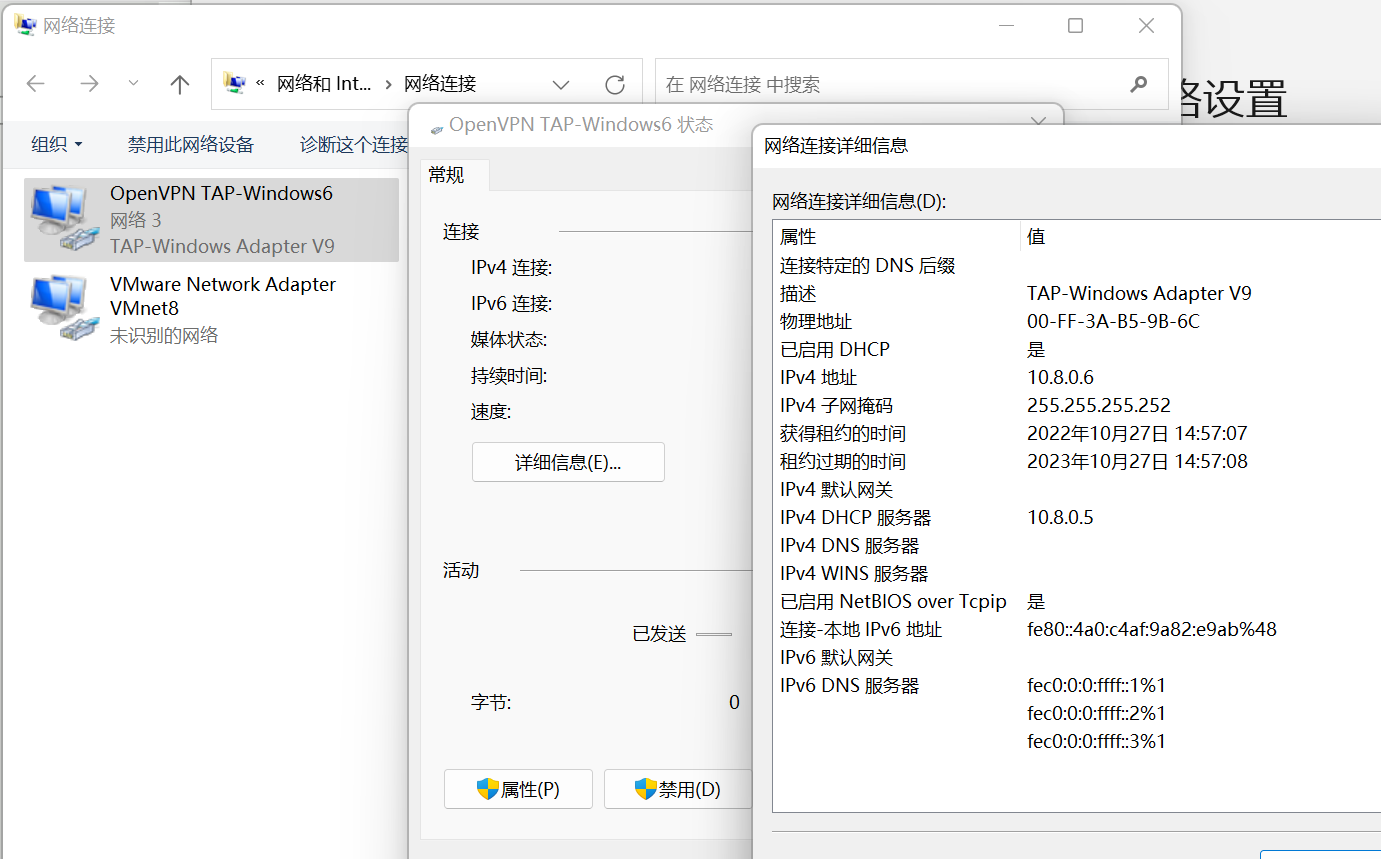 网络连接
« 网络和 Int... › 网络连接
在 网络连接 中搜索
络设置
组织
禁用此网络设备
诊断这个连接
OpenVPN TAP-Windows6
网络 3
TAP-Windows Adapter V9
VMware Network Adapter
VMnet8
未识别的网络
OpenVPN TAP-Windows6 状态
常规
连接
IPv4 连接:
IPv6 连接:
媒体状态:
持续时间:
速度:
详细信息(E)...
活动
已发送
字节: 0
属性(P)
禁用(D)
网络连接详细信息
网络连接详细信息(D):
属性 值
连接特定的 DNS 后缀
描述 TAP-Windows Adapter V9
物理地址 00-FF-3A-B5-9B-6C
已启用 DHCP 是
IPv4 地址 10.8.0.6
IPv4 子网掩码 255.255.255.252
获得租约的时间 2022年10月27日 14:57:07
租约过期的时间 2023年10月27日 14:57:08
IPv4 默认网关
IPv4 DHCP 服务器 10.8.0.5
IPv4 DNS 服务器
IPv4 WINS 服务器
已启用 NetBIOS over Tcpip 是
连接-本地 IPv6 地址 fe80::4a0:c4af:9a82:e9ab%48
IPv6 默认网关
IPv6 DNS 服务器 fec0:0:0:ffff::1%1
fec0:0:0:ffff::2%1
fec0:0:0:ffff::3%1